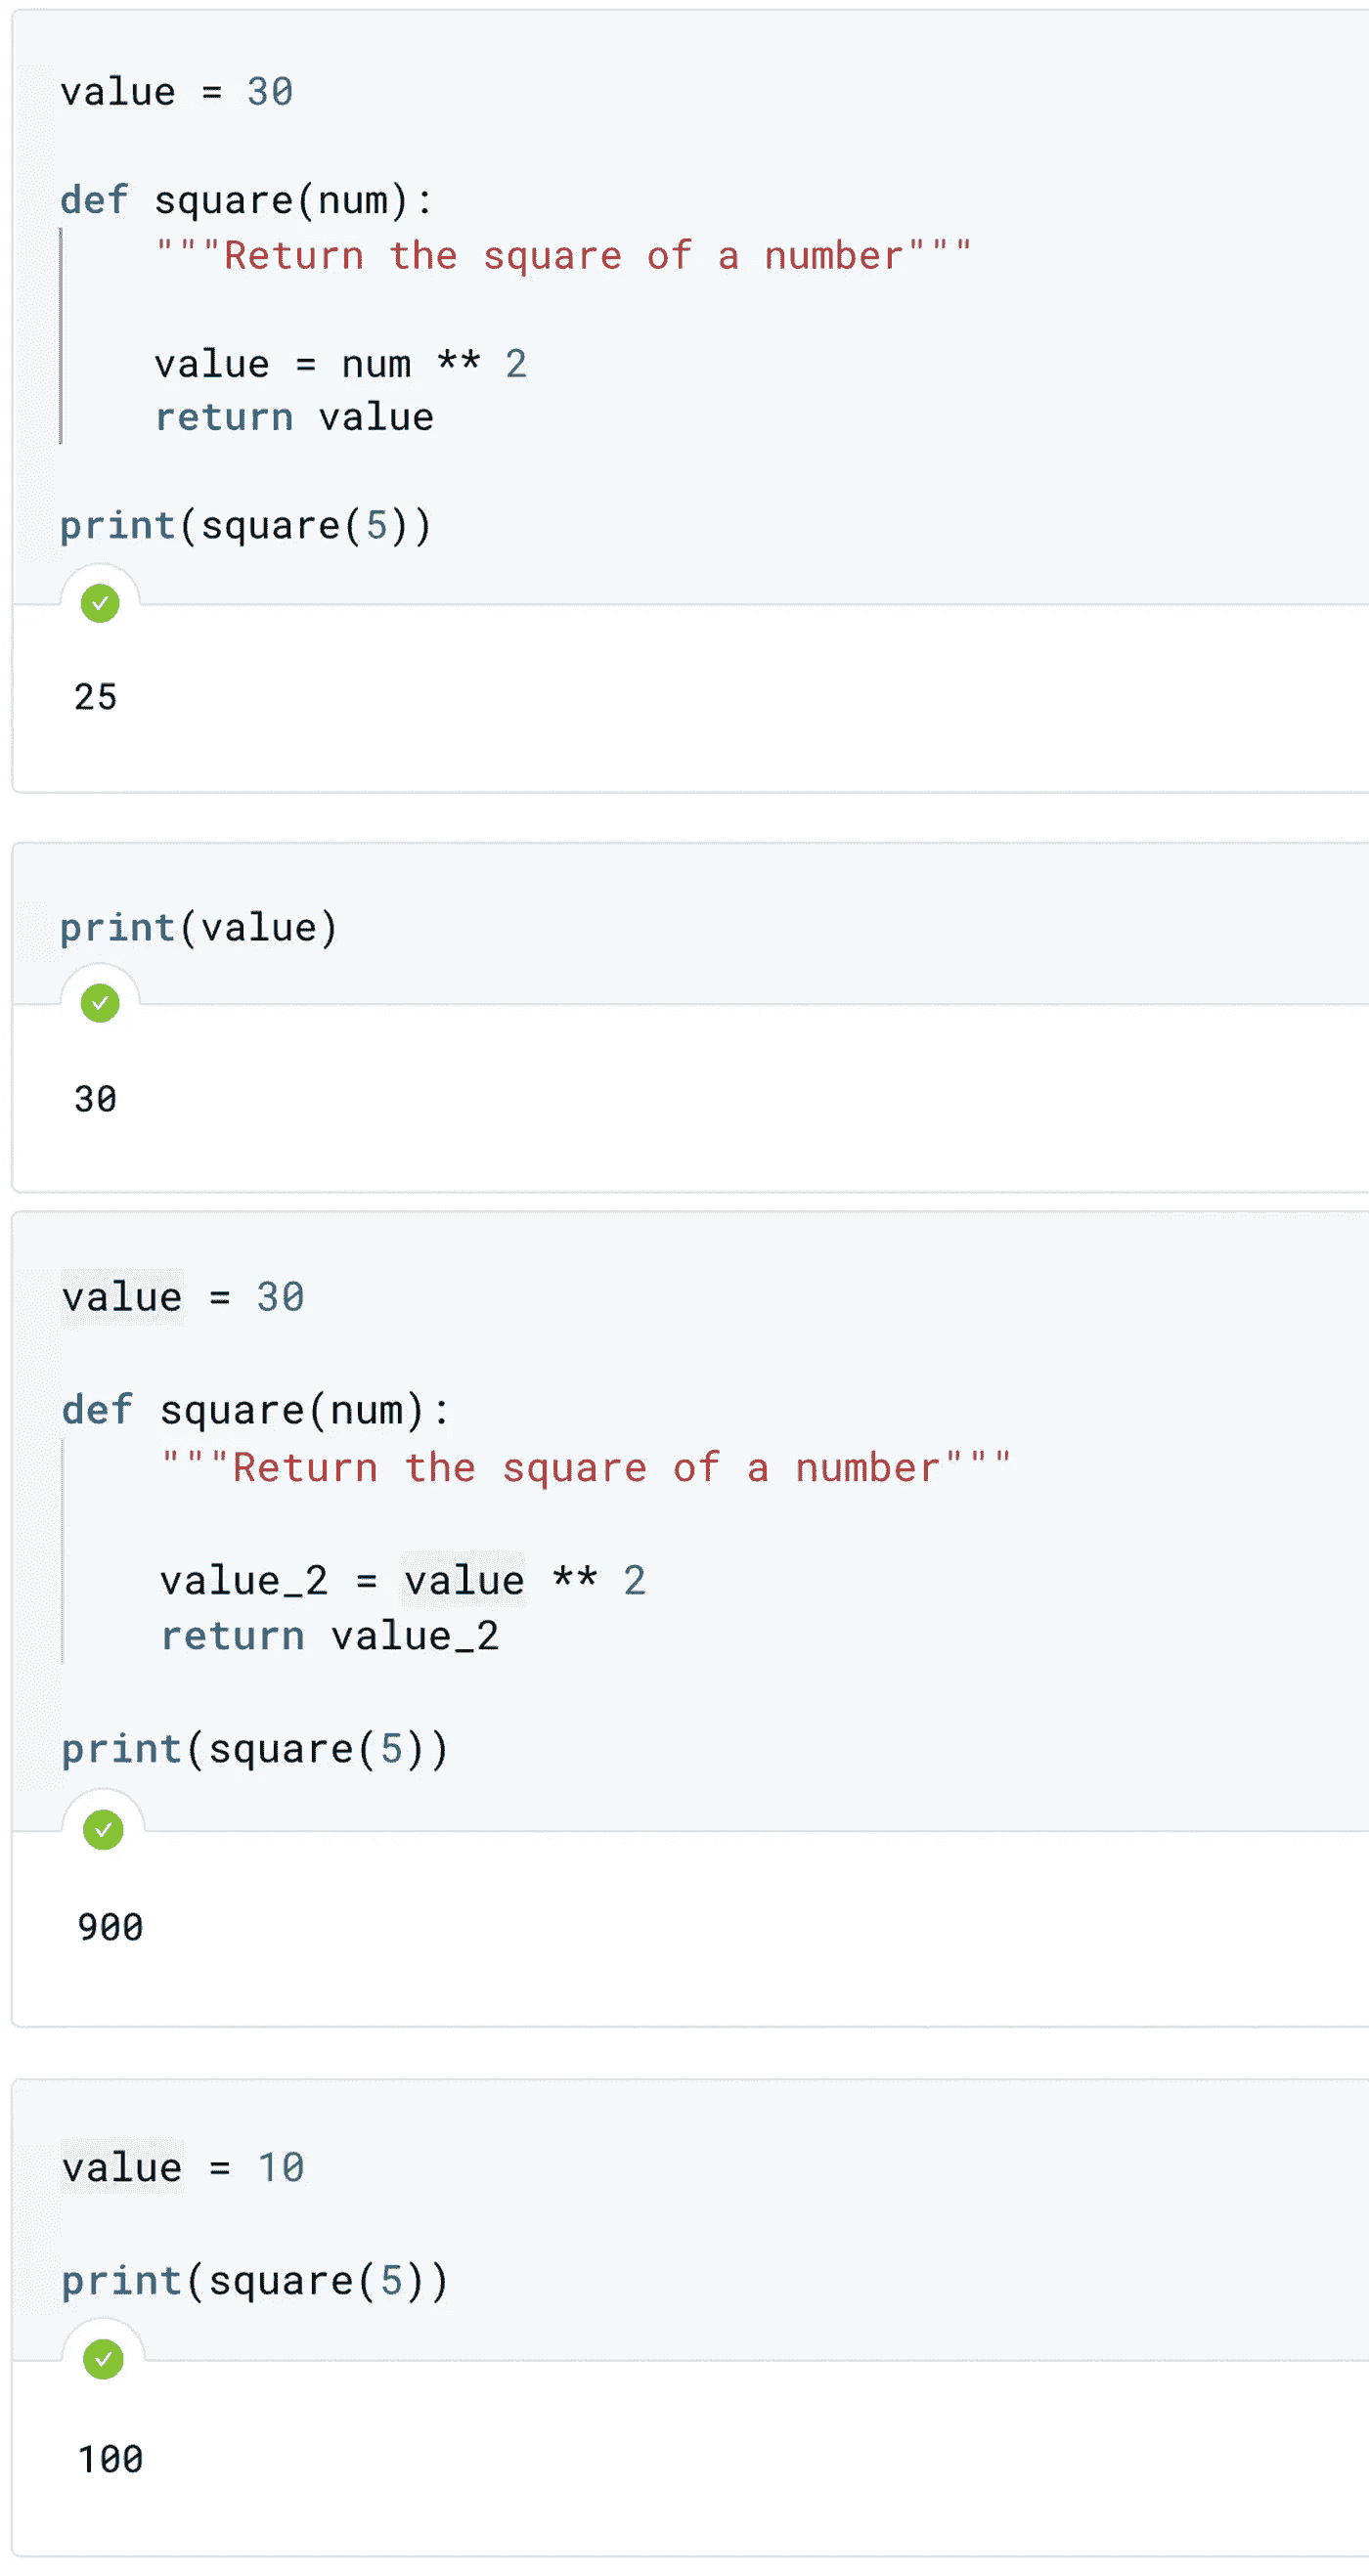 value = 30
def square(num):
    """Return the square of a number"""
    value = num ** 2
    return value
print(square(5))
25
print(value)
30
value = 30
def square(num):
    """Return the square of a number"""
    value_2 = value ** 2
    return value_2
print(square(5))
900
value = 10
print(square(5))
100